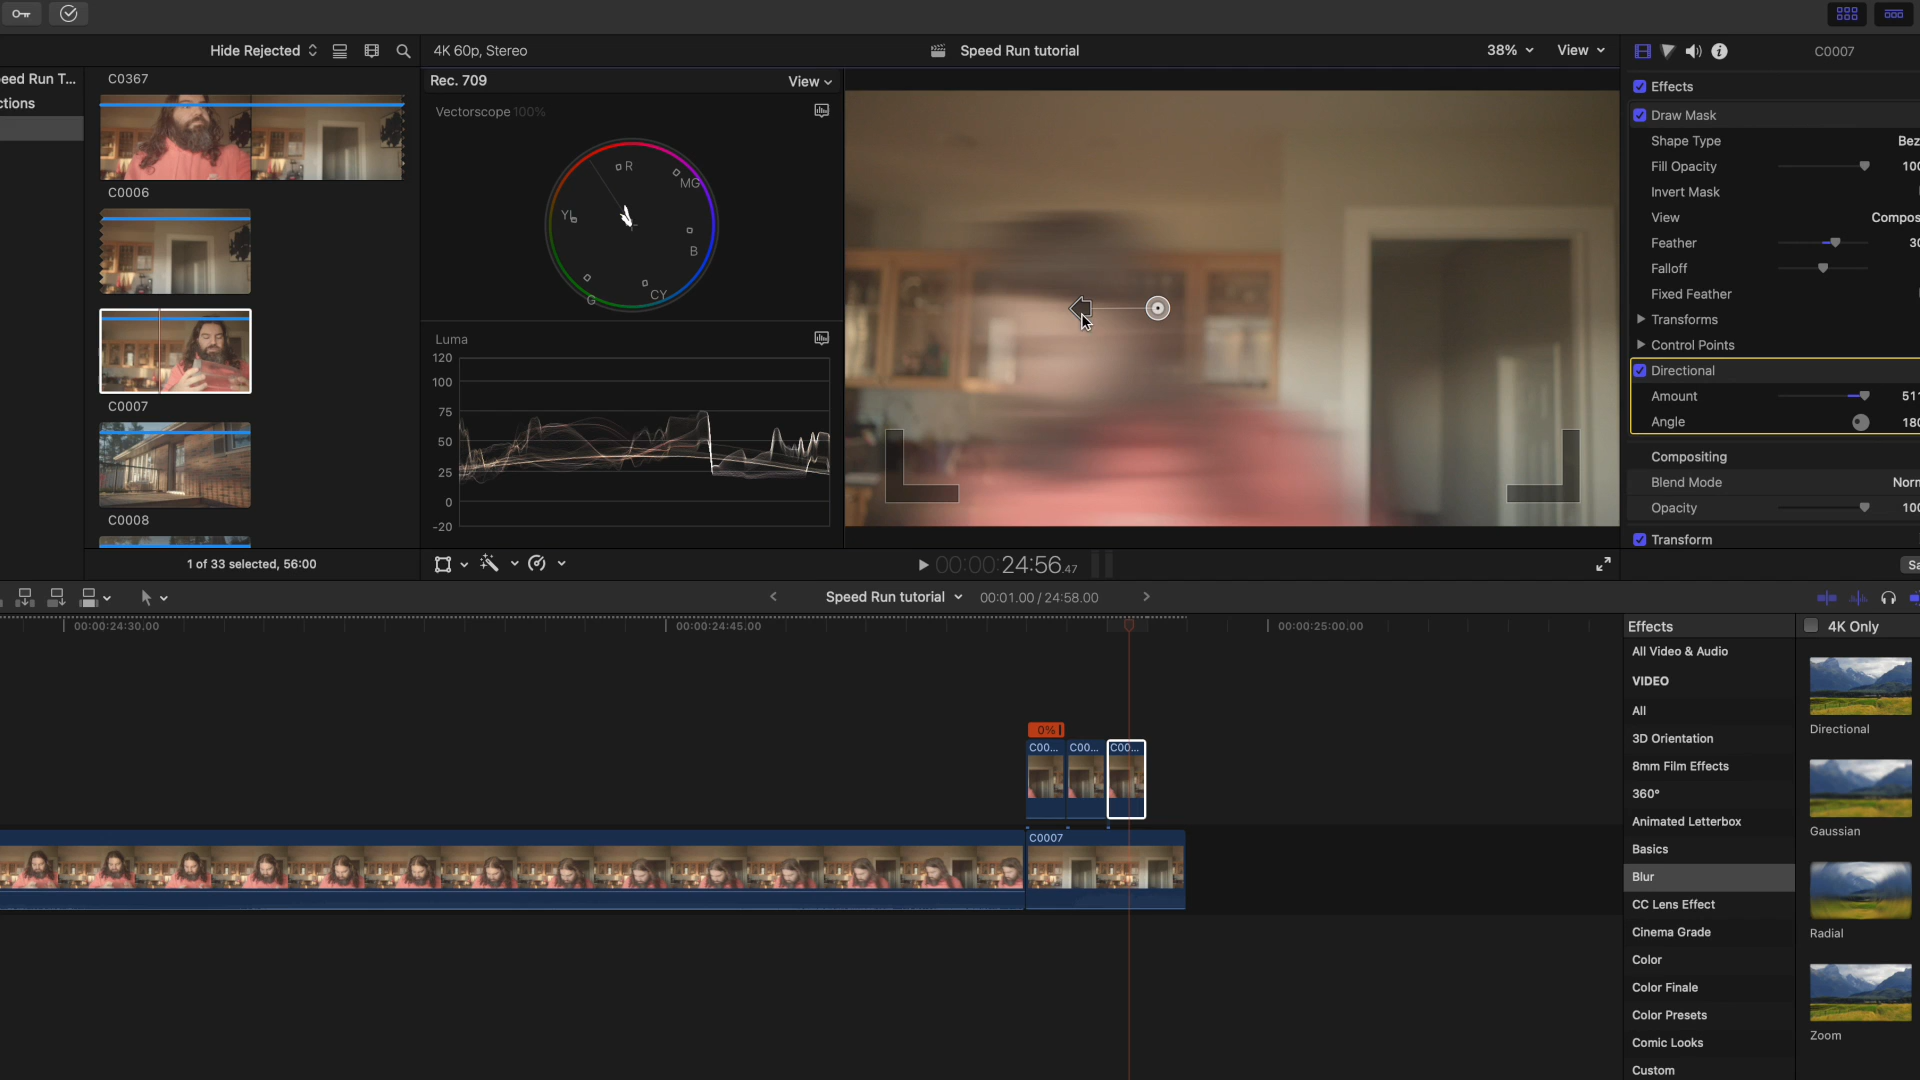 Hide Rejected
4K 60p, Stereo
Speed Run tutorial
38%
View
C0007
eed Run T...
ctions
C0367
C0006
C0007
C0008
1 of 33 selected, 56:00
Rec. 709
View
Vectorscope 100%
R
MG
YL
B
G
CY
Luma
120
100
75
50
25
0
-20
00:00:24:56.47
Effects
Draw Mask
Shape Type
Bez
Fill Opacity
100
Invert Mask
View
Compos
Feather
30
Falloff
Fixed Feather
Transforms
Control Points
Directional
Amount
511
Angle
180
Compositing
Blend Mode
Norm
Opacity
100
Transform
Sa
Speed Run tutorial
00:01.00 / 24:58.00
00:00:24:30.00
00:00:24:45.00
00:00:25:00.00
0%
C00...
C00...
C00...
C0007
Effects
4K Only
All Video & Audio
VIDEO
All
3D Orientation
8mm Film Effects
360°
Animated Letterbox
Basics
Blur
CC Lens Effect
Cinema Grade
Color
Color Finale
Color Presets
Comic Looks
Custom
Directional
Gaussian
Radial
Zoom